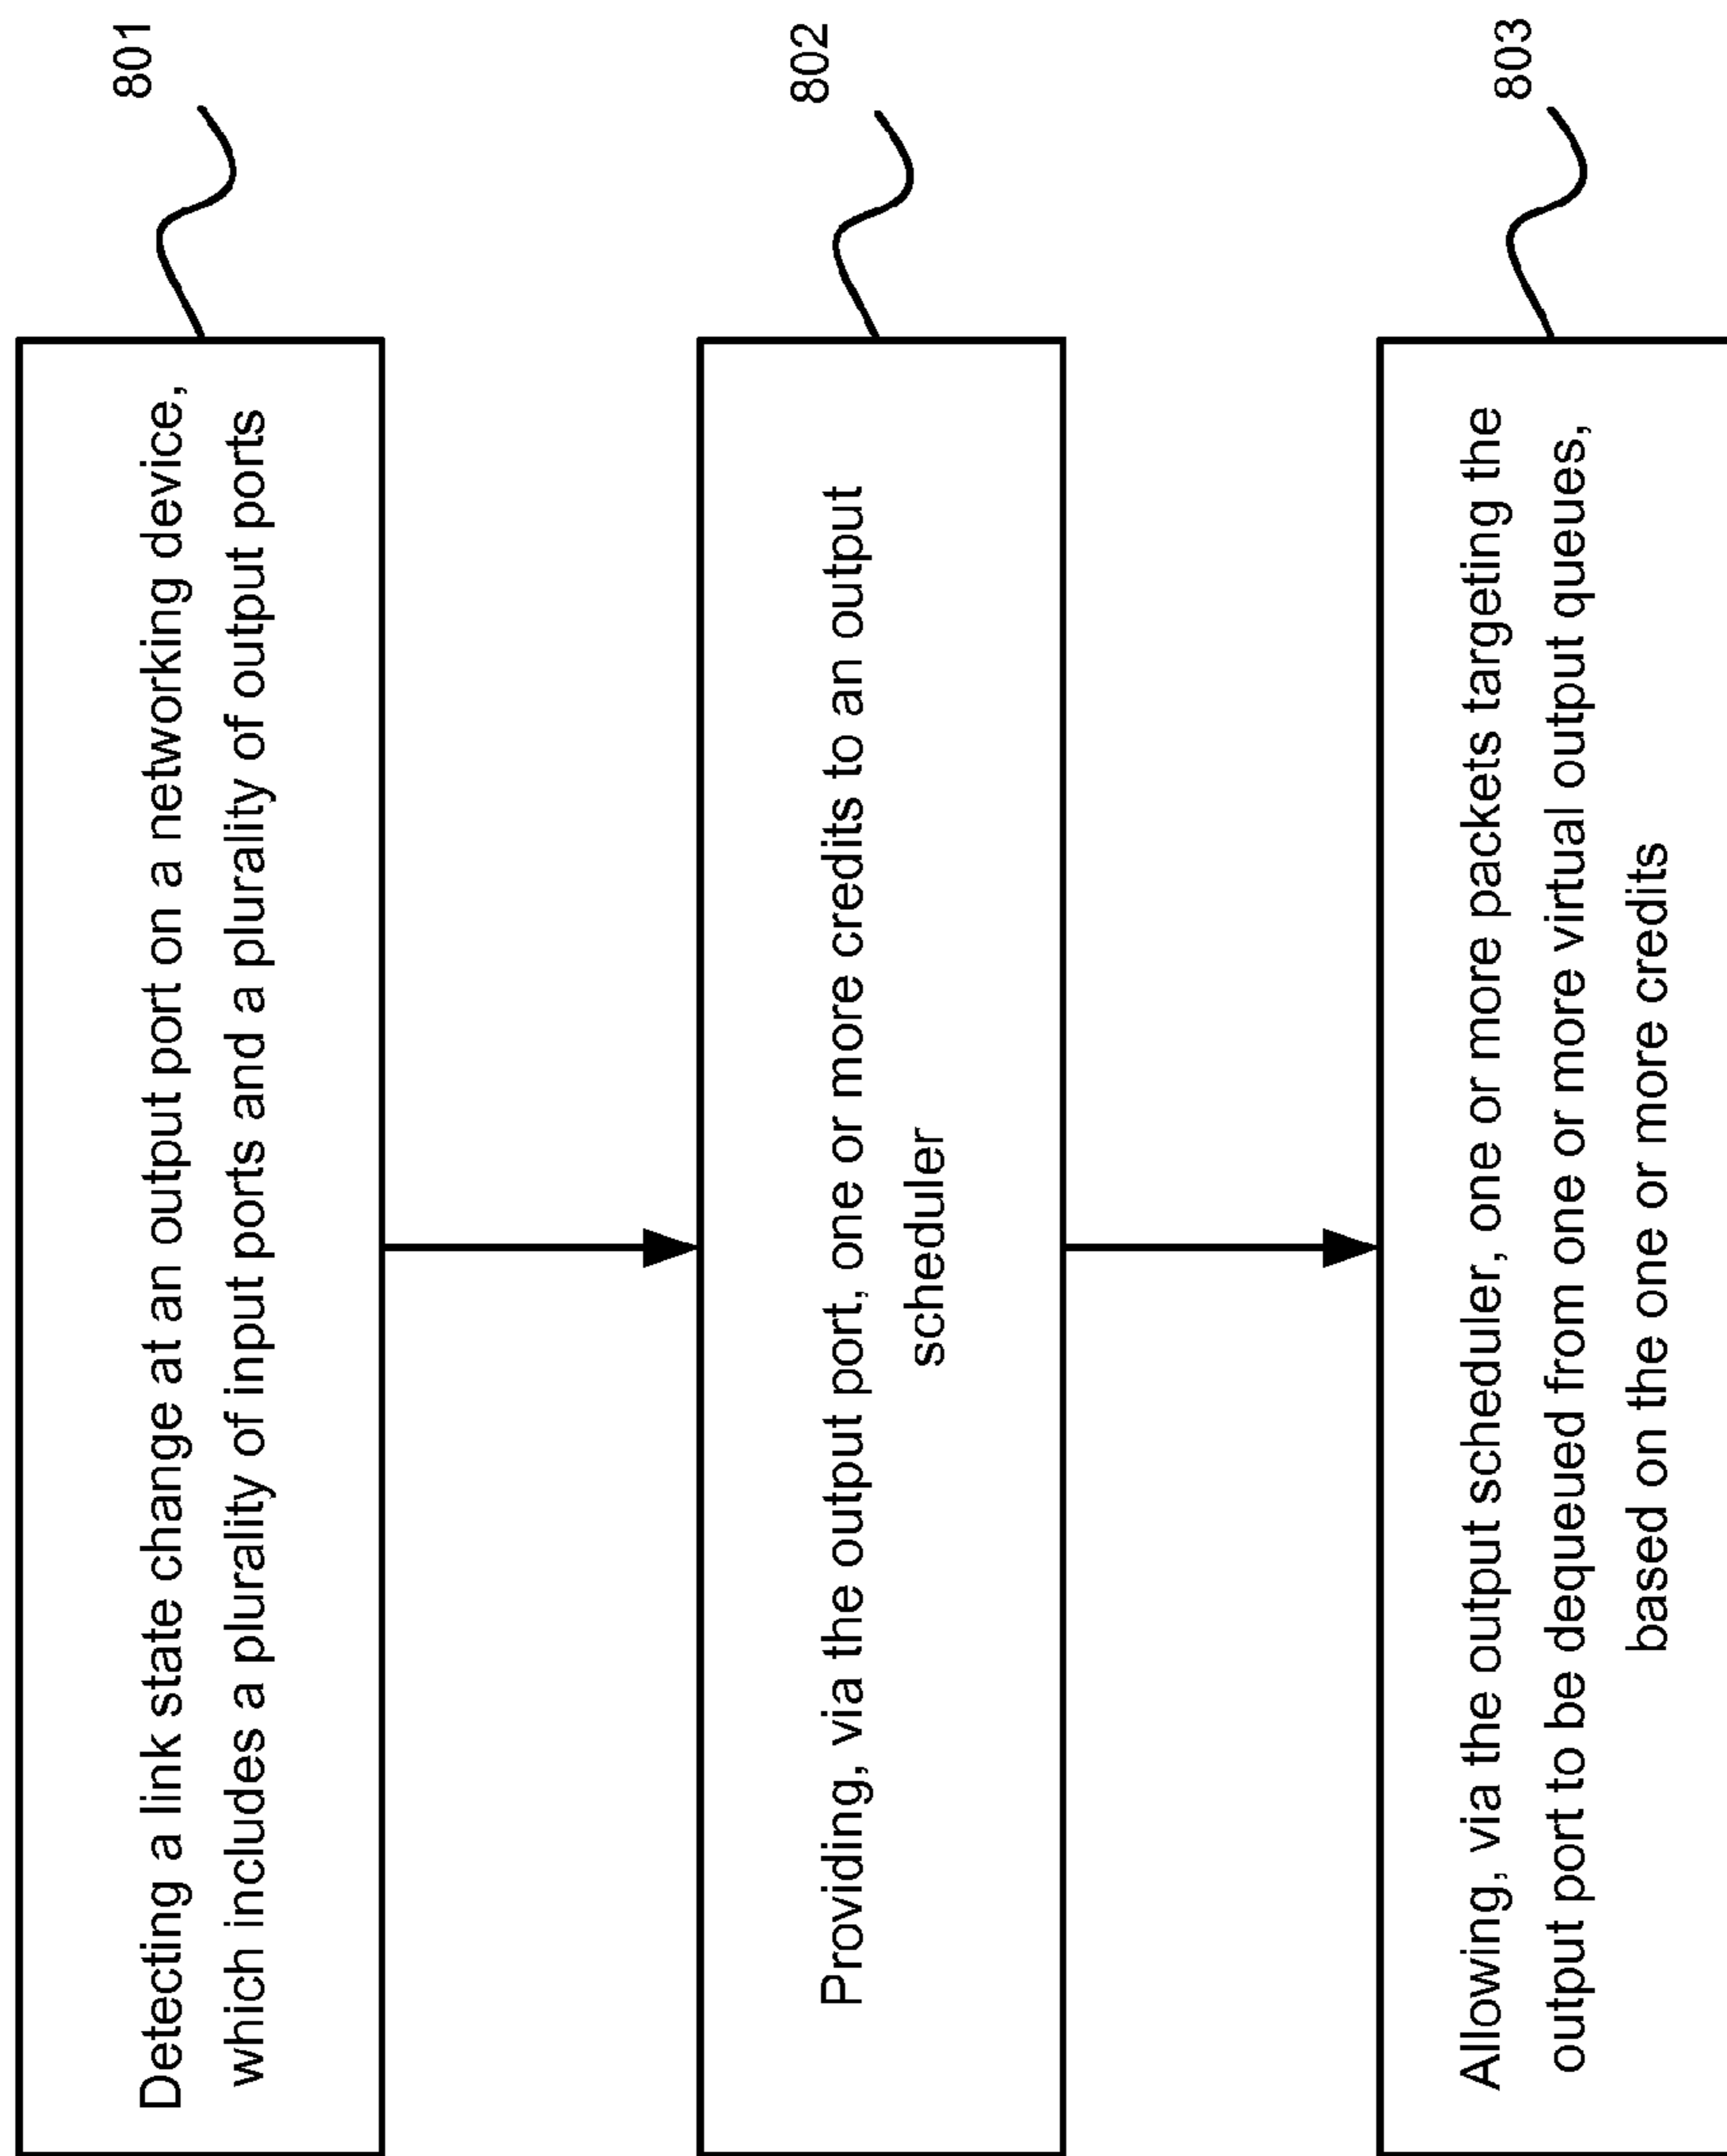 Detecting a link state change at an output port on a networking device,
which includes a plurality of input ports and a plurality of output ports
801
Providing, via the output port, one or more credits to an output
scheduler
802
Allowing, via the output scheduler, one or more packets targeting the
output port to be dequeued from one or more virtual output queues,
based on the one or more credits
803